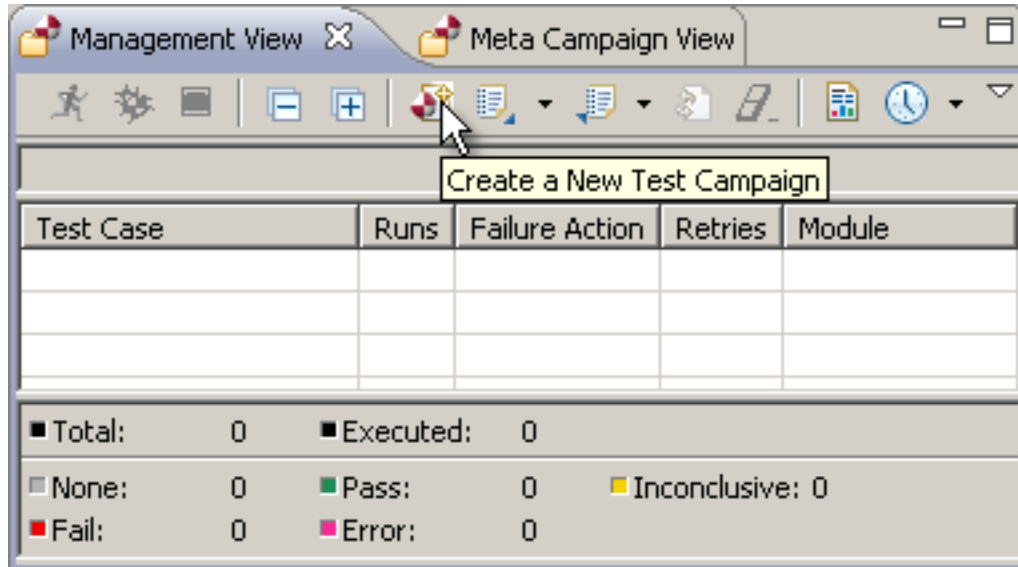 Management View Meta Campaign View
Create a New Test Campaign
Test Case Runs Failure Action Retries Module
Total: 0 Executed: 0
None: 0 Pass: 0 Inconclusive: 0
Fail: 0 Error: 0